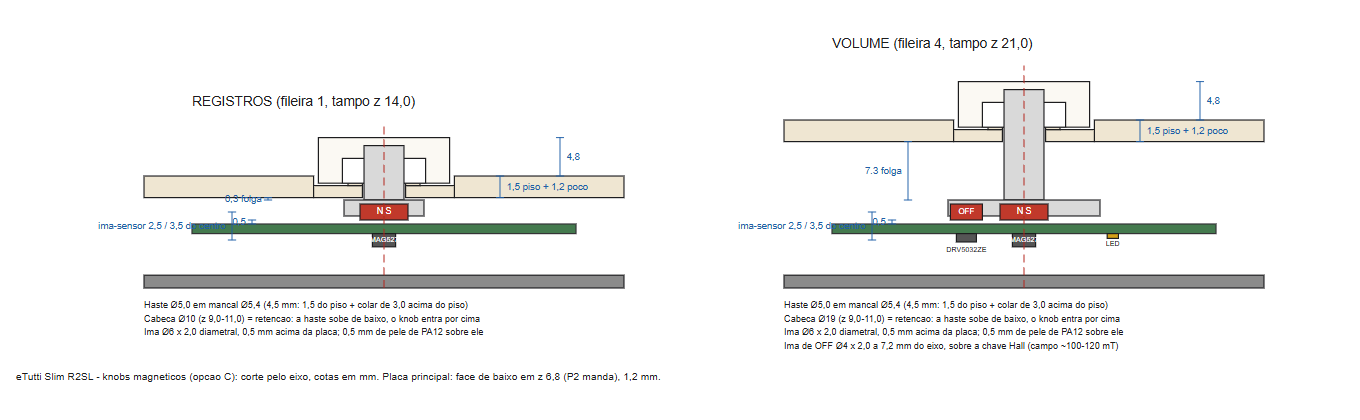 VOLUME (fileira 4, tampo z 21,0)
REGISTROS (fileira 1, tampo z 14,0)
4,8
1,5 piso + 1,2 poco
4,8
1,5 piso + 1,2 poco
7.3 folga
0,3 folga
N S
OFF
N S
0,5
ima-sensor 2,5 / 3,5 do centro
0,5
ima-sensor 2,5 / 3,5 do centro
DRV5032ZE
LED
Haste Ø5,0 em mancal Ø5,4 (4,5 mm: 1,5 do piso + colar de 3,0 acima do piso)
Cabeca Ø10 (z 9,0-11,0) = retencao: a haste sobe de baixo, o knob entra por cima
Ima Ø6 x 2,0 diametral, 0,5 mm acima da placa; 0,5 mm de pele de PA12 sobre ele
Haste Ø5,0 em mancal Ø5,4 (4,5 mm: 1,5 do piso + colar de 3,0 acima do piso)
Cabeca Ø19 (z 9,0-11,0) = retencao: a haste sobe de baixo, o knob entra por cima
Ima Ø6 x 2,0 diametral, 0,5 mm acima da placa; 0,5 mm de pele de PA12 sobre ele
Ima de OFF Ø4 x 2,0 a 7,2 mm do eixo, sobre a chave Hall (campo ~100-120 mT)
eTutti Slim R2SL - knobs magneticos (opcao C): corte pelo eixo, cotas em mm. Placa principal: face de baixo em z 6,8 (P2 manda), 1,2 mm.